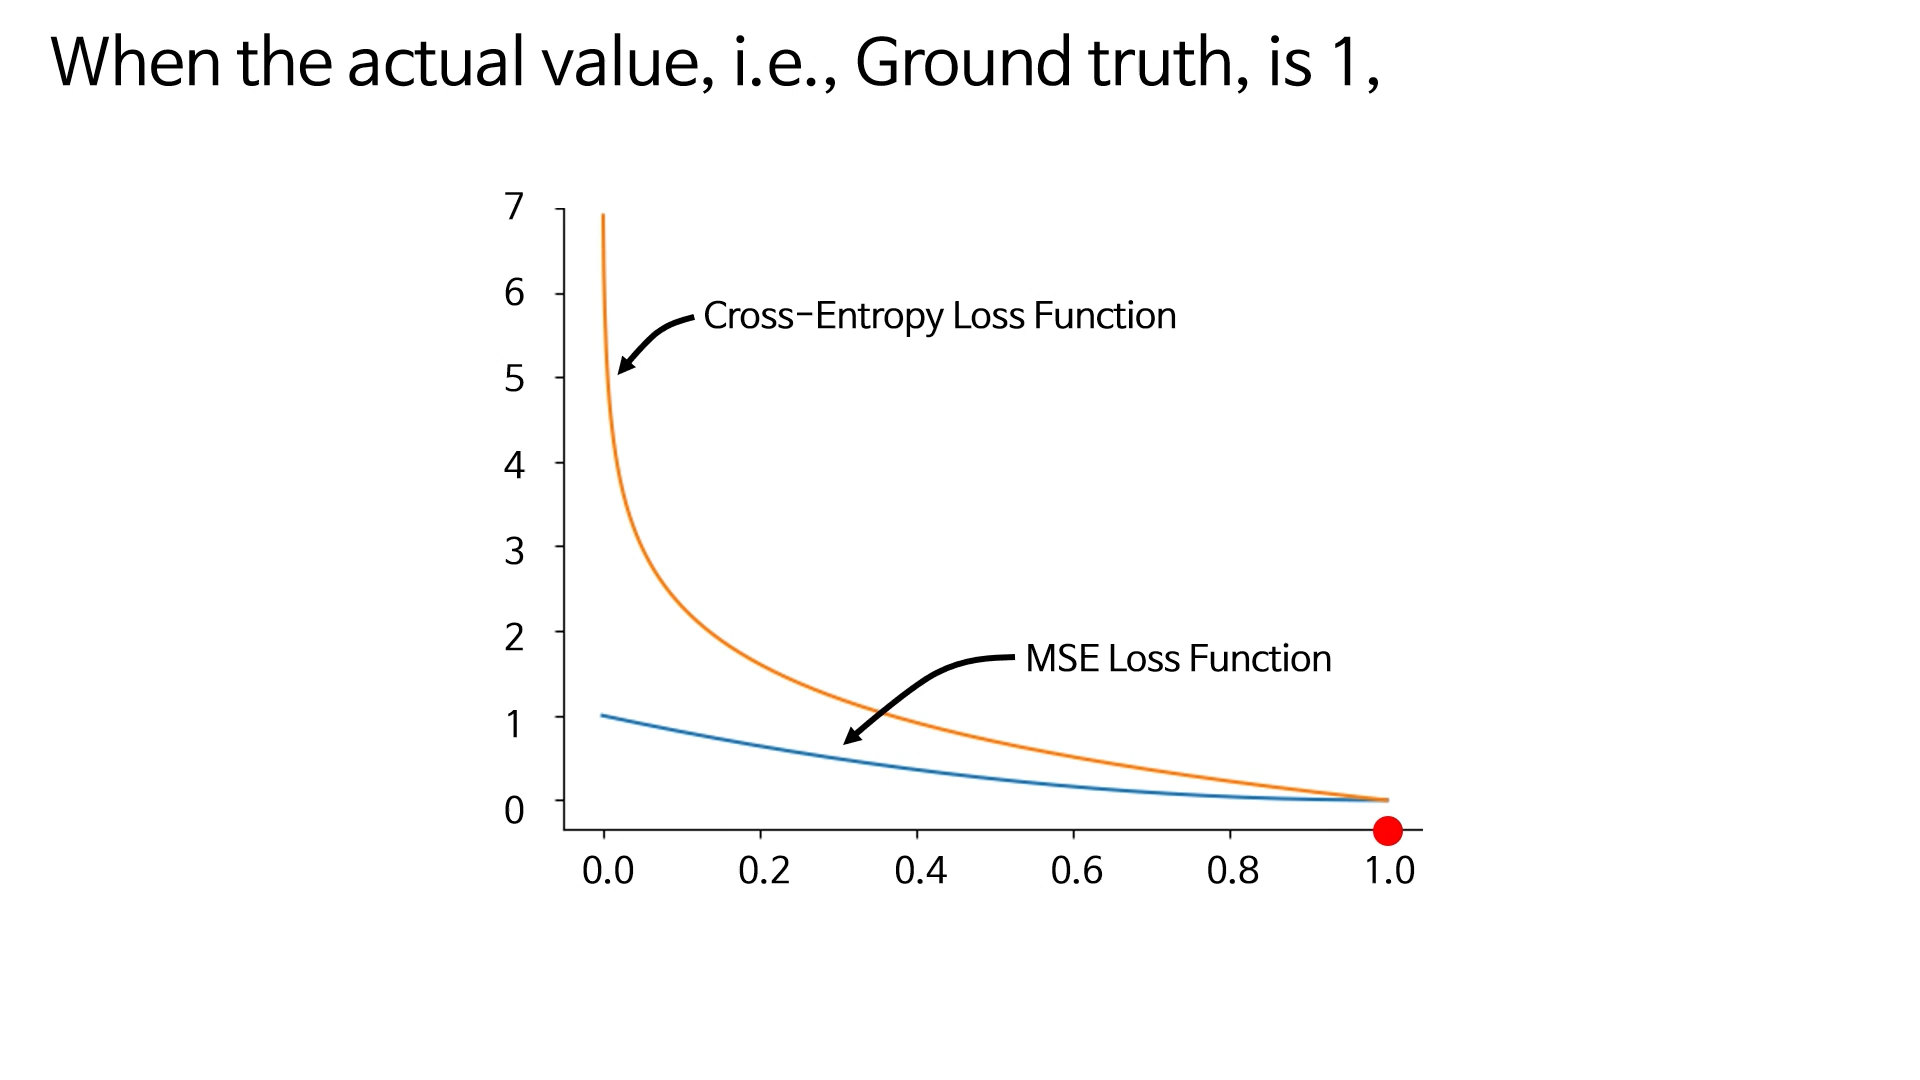 When the actual value, i.e., Ground truth, is 1,
7
6
Cross-Entropy Loss Function
5
4
3
2
MSE Loss Function
1
0
0.0 0.2 0.4 0.6 0.8 1.0